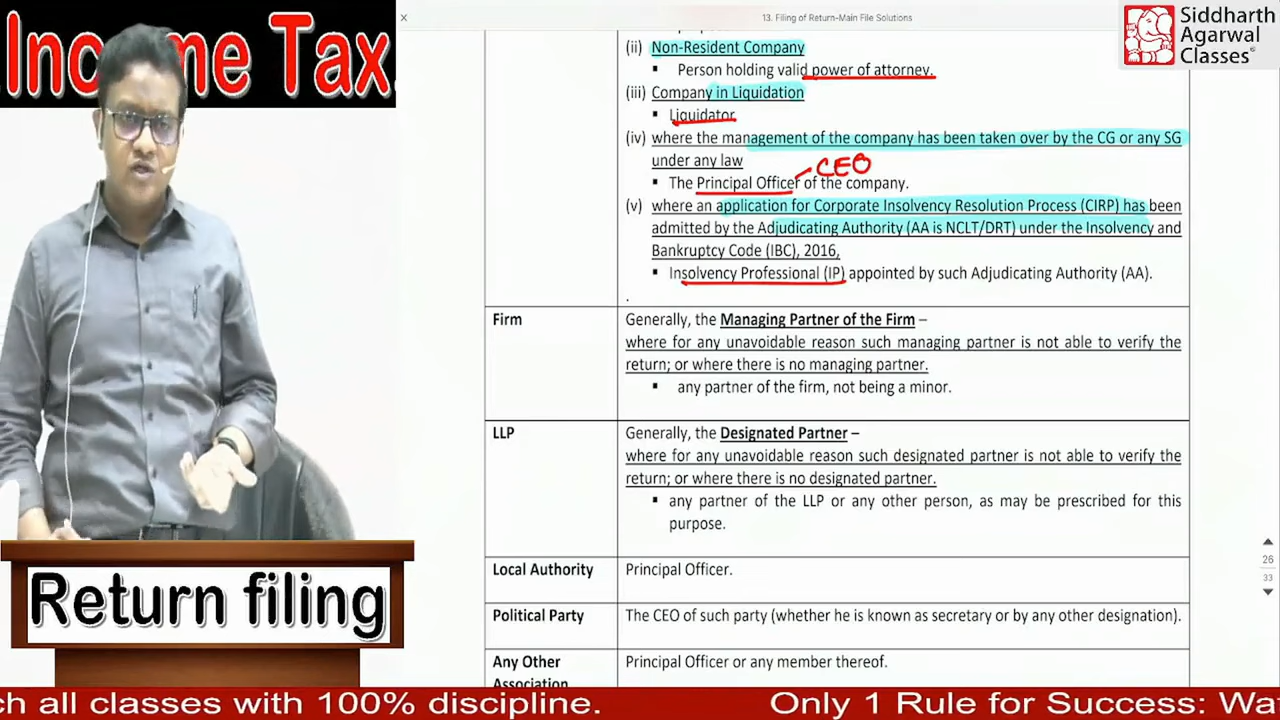 Income Tax.
13. Filing of Return-Main File Solutions
Siddharth
Agarwal
Classes
(ii) Non-Resident Company
▪ Person holding valid power of attorney.
(iii) Company in Liquidation
▪ Liquidator
(iv) where the management of the company has been taken over by the CG or any SG
under any law
CEO
▪ The Principal Officer of the company.
(v) where an application for Corporate Insolvency Resolution Process (CIRP) has been
admitted by the Adjudicating Authority (AA is NCLT/DRT) under the Insolvency and
Bankruptcy Code (IBC), 2016,
▪ Insolvency Professional (IP) appointed by such Adjudicating Authority (AA).
.
Firm
Generally, the Managing Partner of the Firm –
where for any unavoidable reason such managing partner is not able to verify the
return; or where there is no managing partner.
▪ any partner of the firm, not being a minor.
LLP
Generally, the Designated Partner –
where for any unavoidable reason such designated partner is not able to verify the
return; or where there is no designated partner.
▪ any partner of the LLP or any other person, as may be prescribed for this
purpose.
Local Authority
Principal Officer.
Political Party
The CEO of such party (whether he is known as secretary or by any other designation).
Any Other
Association
Principal Officer or any member thereof.
26
33
Return filing
ch all classes with 100% discipline.
Only 1 Rule for Success: Wa